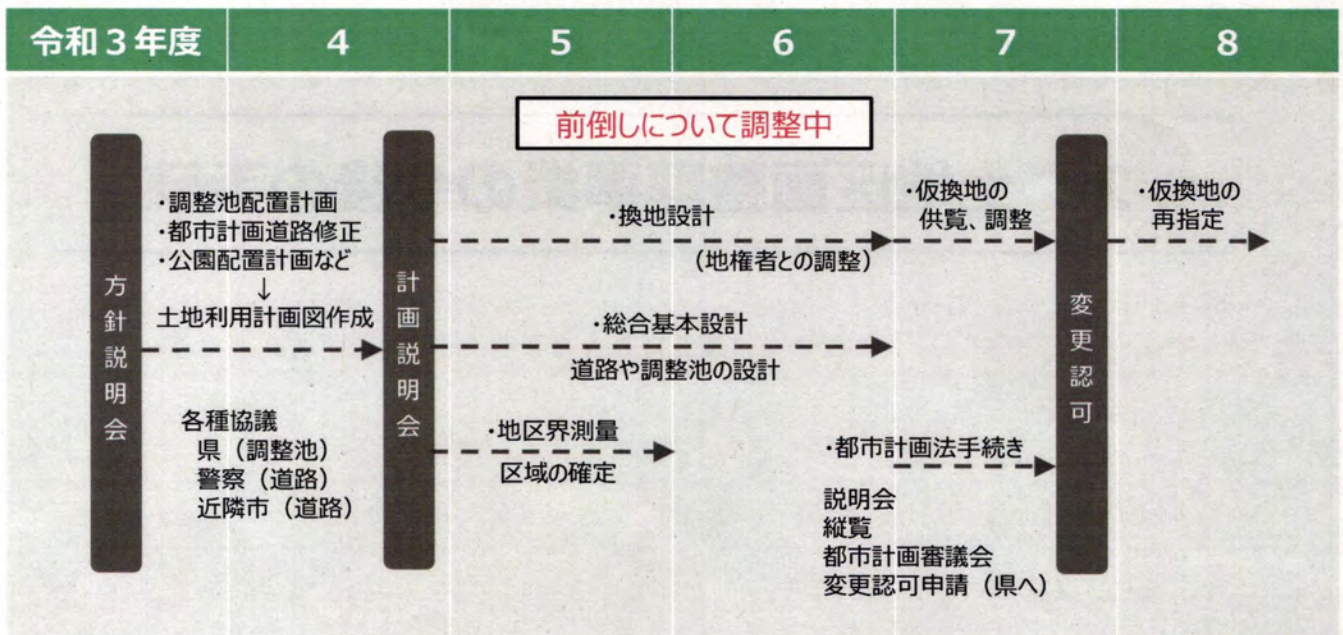 令和3年度 4 5 6 7 8
前倒しについて調整中
方針説明会
・調整池配置計画
・都市計画道路修正
・公園配置計画など
↓
土地利用計画図作成
各種協議
県（調整池）
警察（道路）
近隣市（道路）
計画説明会
・換地設計
（地権者との調整）
・総合基本設計
道路や調整池の設計
・地区界測量
区域の確定
・仮換地の
供覧、調整
・都市計画法手続き
説明会
縦覧
都市計画審議会
変更認可申請（県へ）
変更認可
・仮換地の
再指定